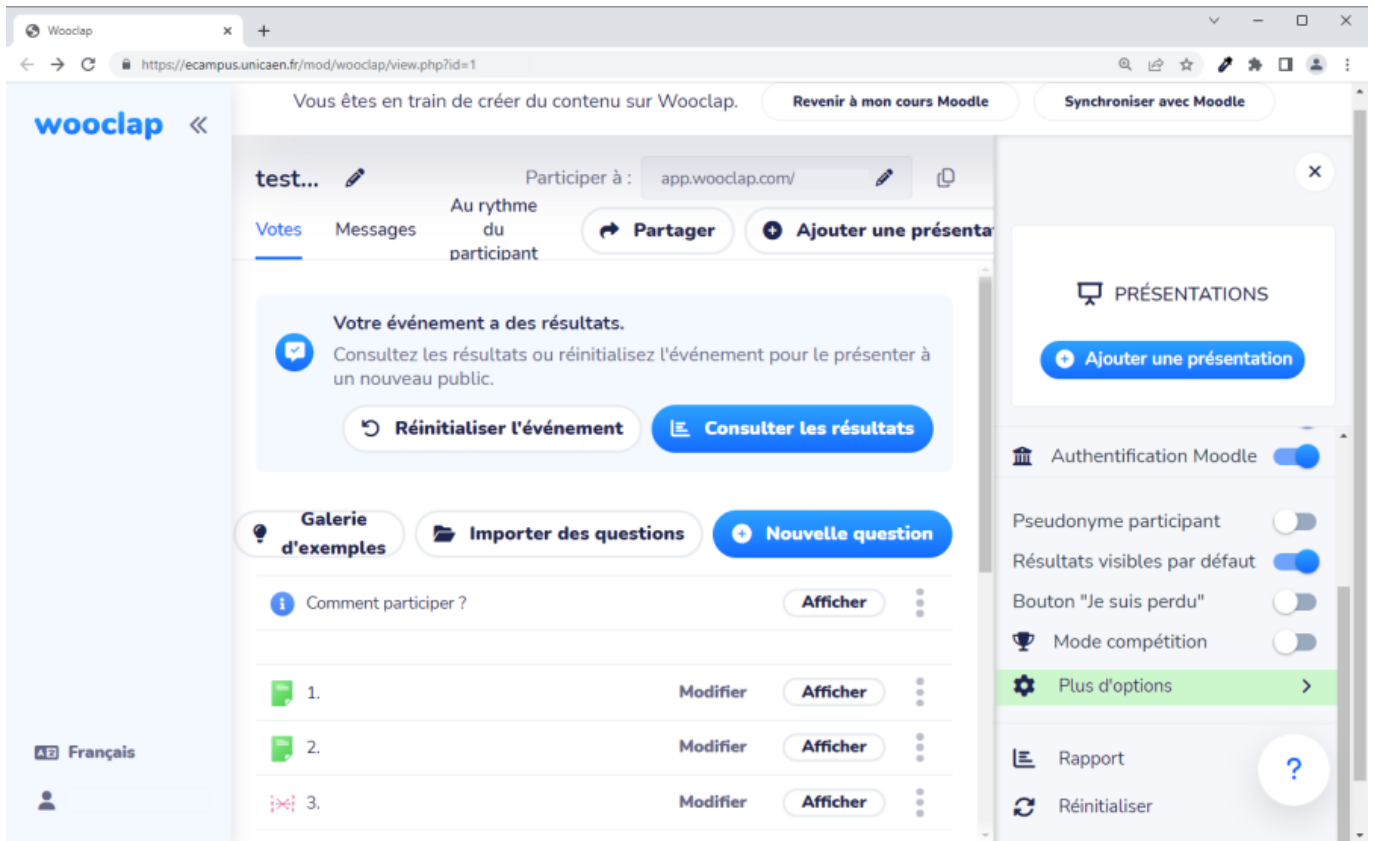 Wooclap
https://ecampus.unicaen.fr/mod/wooclap/view.php?id=1
wooclap
Vous êtes en train de créer du contenu sur Wooclap.
Revenir à mon cours Moodle
Synchroniser avec Moodle
test...
Participer à :
app.wooclap.com/
Votes
Messages
Au rythme
du
participant
Partager
Ajouter une présenta
Votre événement a des résultats.
Consultez les résultats ou réinitialisez l'événement pour le présenter à
un nouveau public.
Réinitialiser l'événement
Consulter les résultats
Galerie
d'exemples
Importer des questions
Nouvelle question
Comment participer ?
Afficher
1.
Modifier
Afficher
2.
Modifier
Afficher
3.
Modifier
Afficher
PRÉSENTATIONS
Ajouter une présentation
Authentification Moodle
Pseudonyme participant
Résultats visibles par défaut
Bouton "Je suis perdu"
Mode compétition
Plus d'options
Rapport
?
Réinitialiser
Français